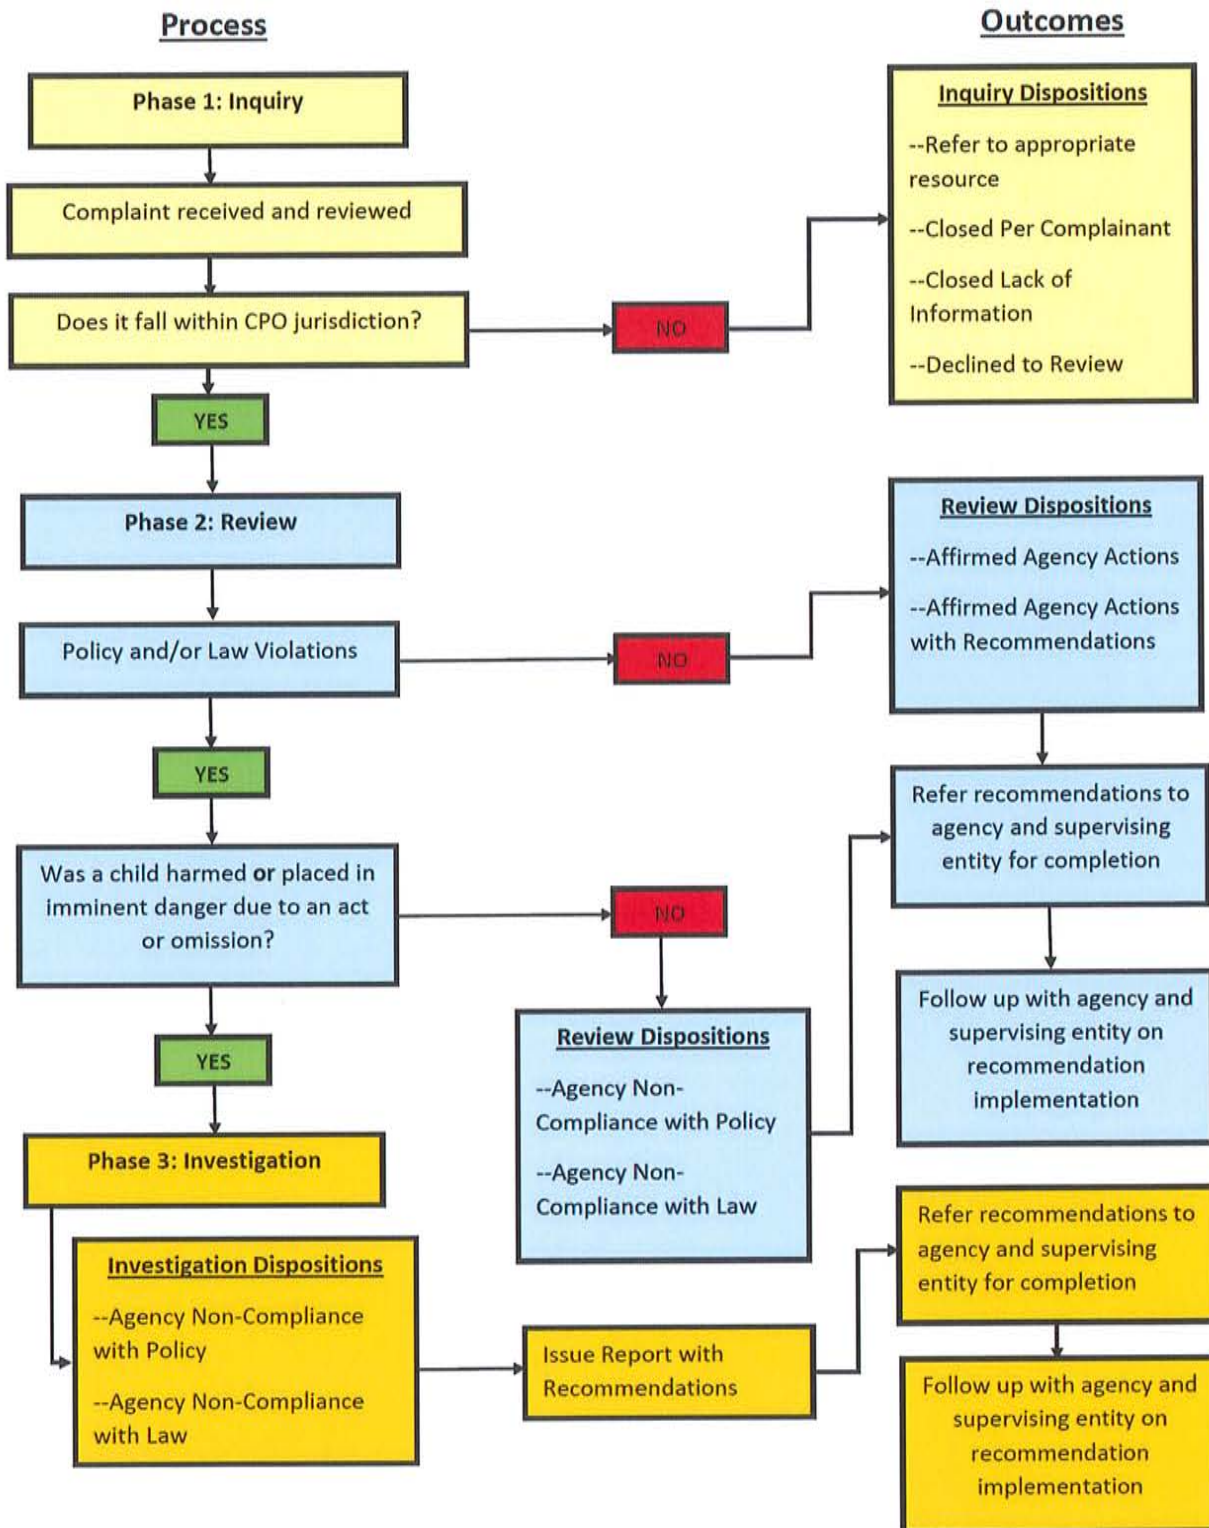 Process
Outcomes
Phase 1: Inquiry
Complaint received and reviewed
Does it fall within CPO jurisdiction?
NO
Inquiry Dispositions
--Refer to appropriate
resource
--Closed Per Complainant
--Closed Lack of
Information
--Declined to Review
YES
Phase 2: Review
Policy and/or Law Violations
NO
Review Dispositions
--Affirmed Agency Actions
--Affirmed Agency Actions
with Recommendations
YES
Was a child harmed or placed in
imminent danger due to an act
or omission?
NO
Refer recommendations to
agency and supervising
entity for completion
Follow up with agency and
supervising entity on
recommendation
implementation
Review Dispositions
--Agency Non-
Compliance with Policy
--Agency Non-
Compliance with Law
YES
Phase 3: Investigation
Investigation Dispositions
--Agency Non-Compliance
with Policy
--Agency Non-Compliance
with Law
Issue Report with
Recommendations
Refer recommendations to
agency and supervising
entity for completion
Follow up with agency and
supervising entity on
recommendation
implementation